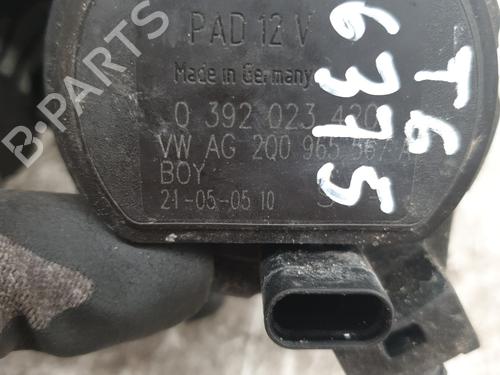 PAD 12 V
Made in Germany
0 392 023 420
VW AG 2Q0 965 567 A
BOY
21-05-05 10
T6
6375
B-PARTS